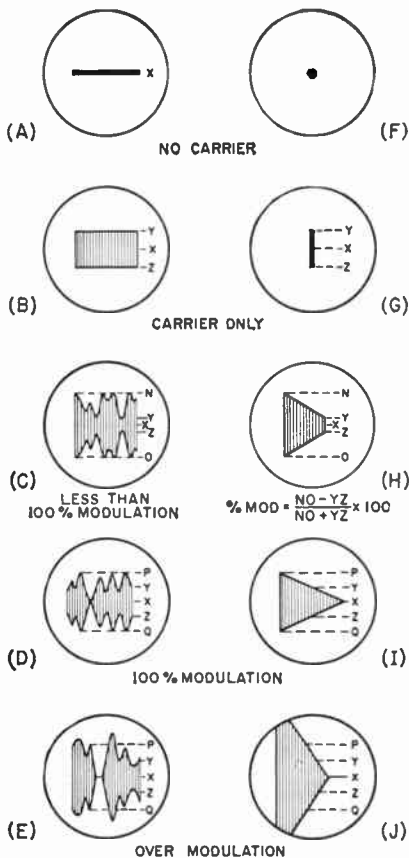 X
(A) (F)
NO CARRIER
Y Y
X X
Z Z
(B) (G)
CARRIER ONLY
N N
Y Y
X X
Z Z
O O
(C) (H)
LESS THAN
100 % MODULATION
% MOD = NO - YZ / NO + YZ × 100
P P
Y Y
X X
Z Z
Q Q
(D) (I)
100 % MODULATION
P P
Y Y
X X
Z Z
Q Q
(E) (J)
OVER MODULATION